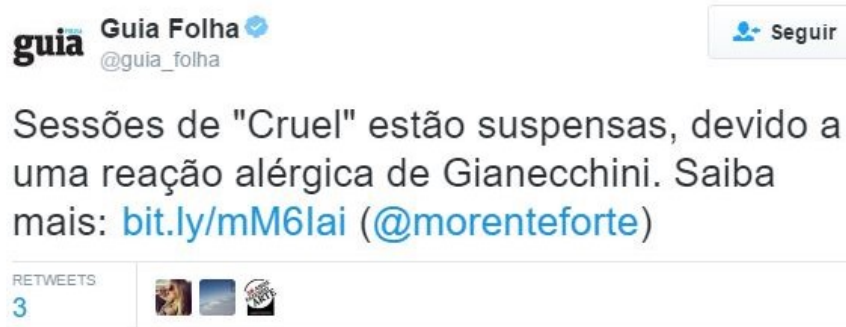 guia
Guia Folha
@guia_folha
Seguir
Sessões de "Cruel" estão suspensas, devido a
uma reação alérgica de Gianecchini. Saiba
mais: bit.ly/mM6Iai (@morenteforte)
RETWEETS
3